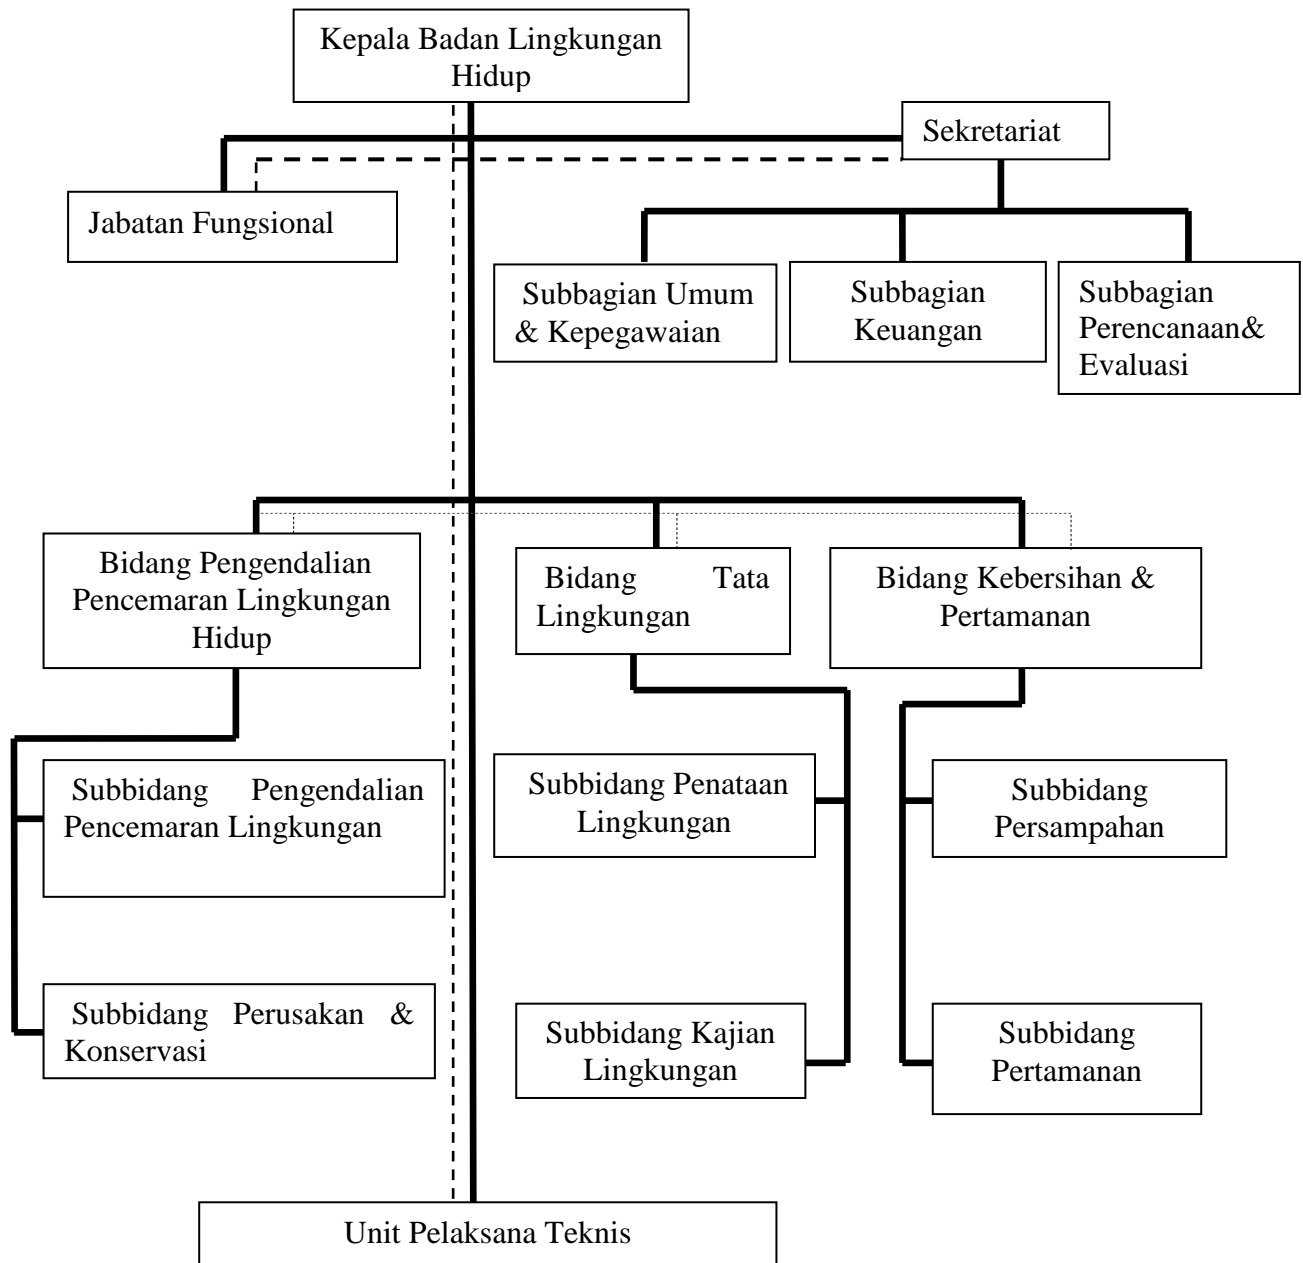 Kepala Badan Lingkungan
Hidup
Sekretariat
Jabatan Fungsional
Subbagian Umum
& Kepegawaian
Subbagian
Keuangan
Subbagian
Perencanaan&
Evaluasi
Bidang Pengendalian
Pencemaran Lingkungan
Hidup
Bidang Tata
Lingkungan
Bidang Kebersihan &
Pertamanan
Subbidang Pengendalian
Pencemaran Lingkungan
Subbidang Penataan
Lingkungan
Subbidang
Persampahan
Subbidang Perusakan &
Konservasi
Subbidang Kajian
Lingkungan
Subbidang
Pertamanan
Unit Pelaksana Teknis